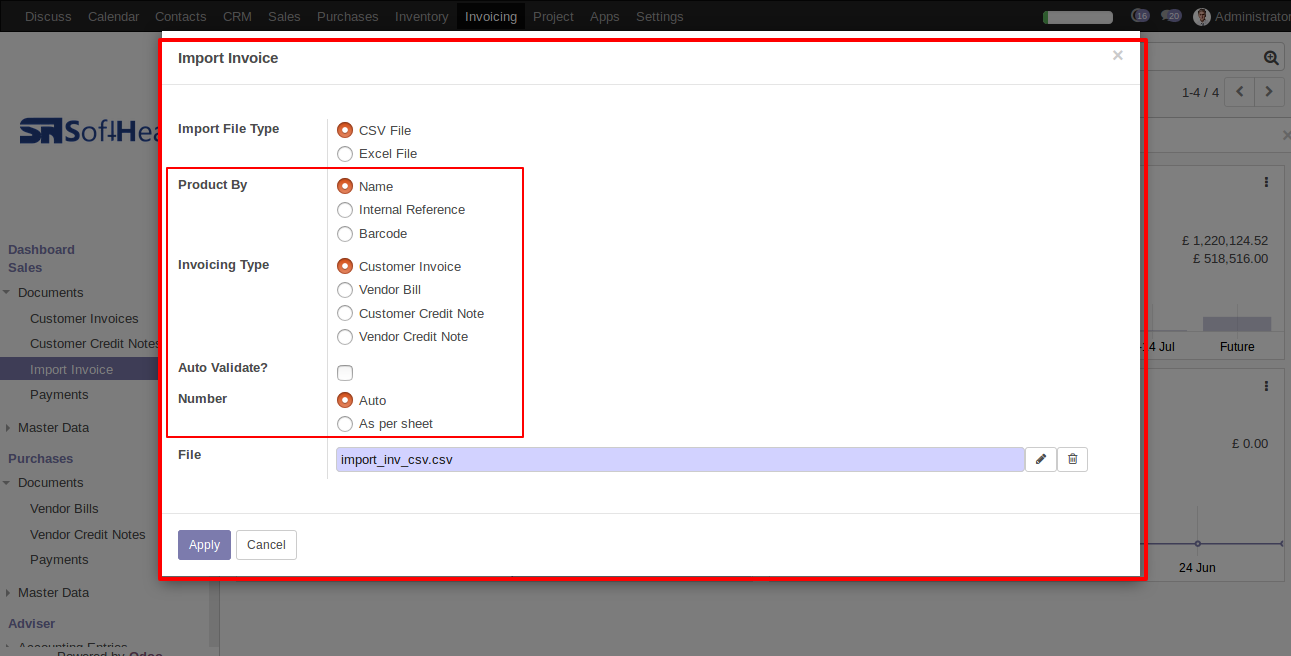 Discuss Calendar Contacts CRM Sales Purchases Inventory Invoicing Project Apps Settings 16 20 Administrator
Import Invoice ×
1-4 / 4
Import File Type
CSV File
Excel File
Product By
Name
Internal Reference
Barcode
Invoicing Type
Customer Invoice
Vendor Bill
Customer Credit Note
Vendor Credit Note
Auto Validate?
Number
Auto
As per sheet
File
import_inv_csv.csv
Apply Cancel
Dashboard
Sales
Documents
Customer Invoices
Customer Credit Notes
Import Invoice
Payments
Master Data
Purchases
Documents
Vendor Bills
Vendor Credit Notes
Payments
Master Data
Adviser
Accounting Entries
Powered by Odoo
£ 1,220,124.52
£ 518,516.00
Jul Future
£ 0.00
24 Jun